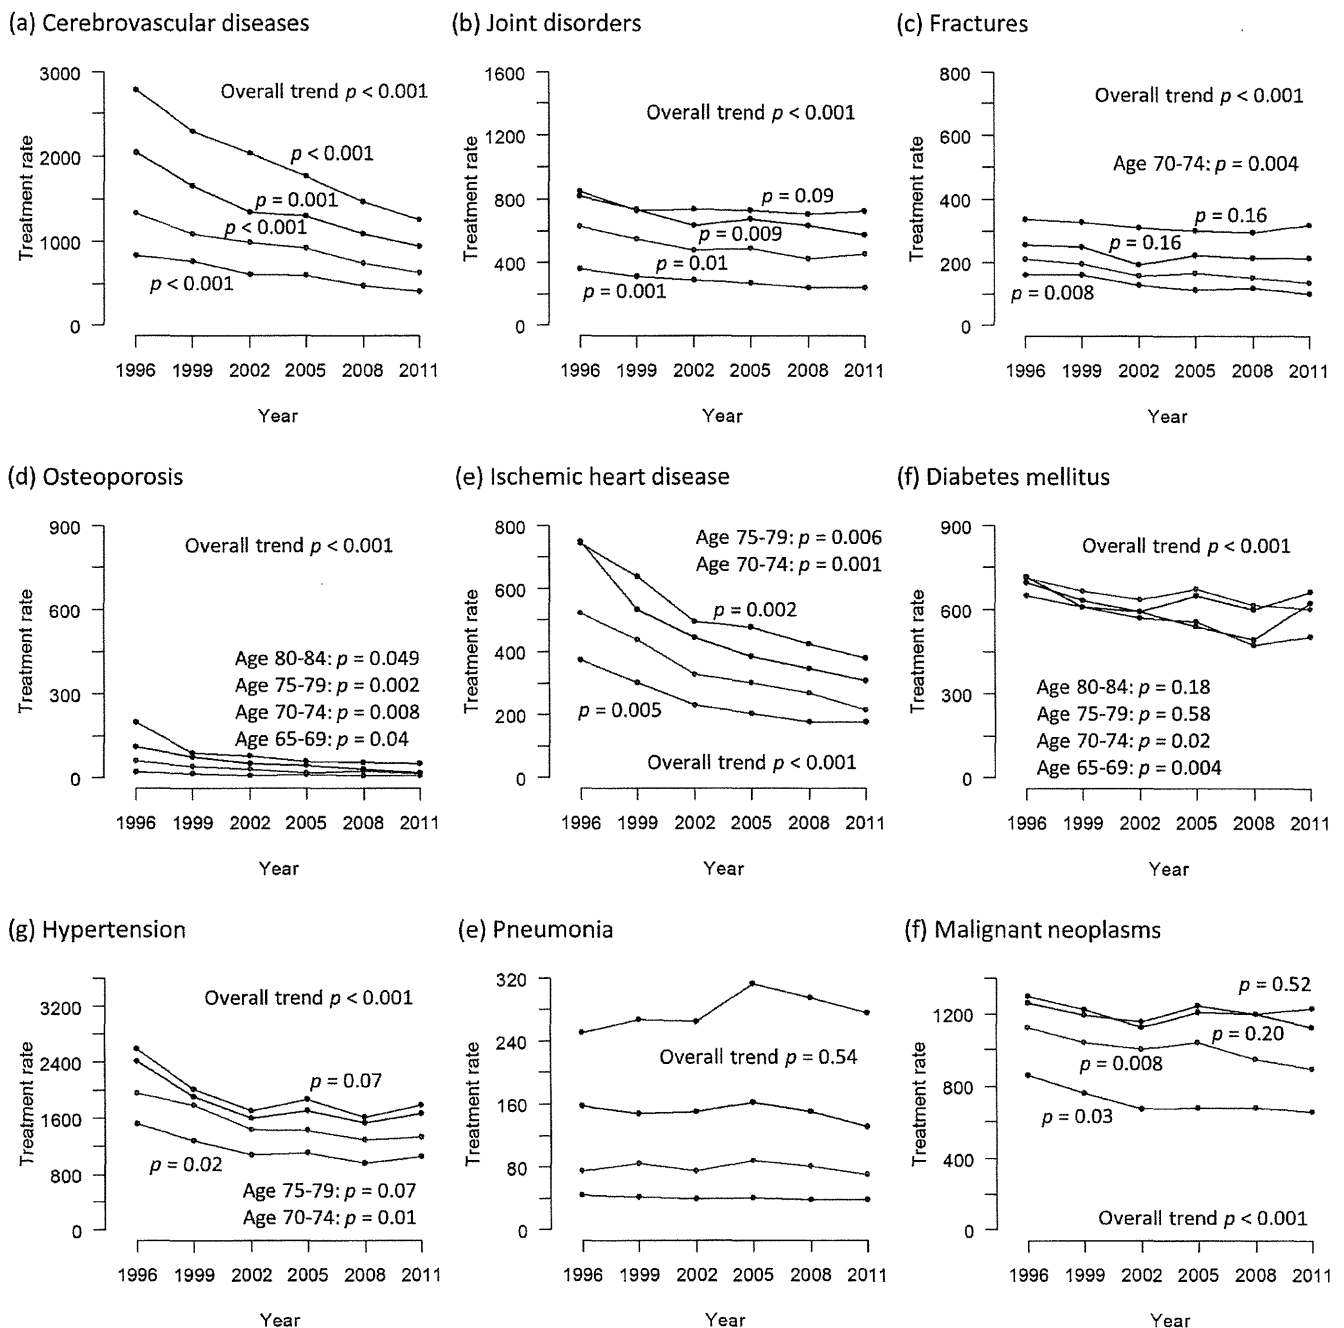 (a) Cerebrovascular diseases
3000
2000
1000
0
Treatment rate
Overall trend p < 0.001
p < 0.001
p = 0.001
p < 0.001
p < 0.001
1996 1999 2002 2005 2008 2011
Year
(b) Joint disorders
1600
1200
800
400
0
Treatment rate
Overall trend p < 0.001
p = 0.09
p = 0.009
p = 0.01
p = 0.001
1996 1999 2002 2005 2008 2011
Year
(c) Fractures
800
600
400
200
0
Treatment rate
Overall trend p < 0.001
Age 70-74: p = 0.004
p = 0.16
p = 0.16
p = 0.008
1996 1999 2002 2005 2008 2011
Year
(d) Osteoporosis
900
600
300
0
Treatment rate
Overall trend p < 0.001
Age 80-84: p = 0.049
Age 75-79: p = 0.002
Age 70-74: p = 0.008
Age 65-69: p = 0.04
1996 1999 2002 2005 2008 2011
Year
(e) Ischemic heart disease
800
600
400
200
0
Treatment rate
Age 75-79: p = 0.006
Age 70-74: p = 0.001
p = 0.002
p = 0.005
Overall trend p < 0.001
1996 1999 2002 2005 2008 2011
Year
(f) Diabetes mellitus
900
600
300
0
Treatment rate
Overall trend p < 0.001
Age 80-84: p = 0.18
Age 75-79: p = 0.58
Age 70-74: p = 0.02
Age 65-69: p = 0.004
1996 1999 2002 2005 2008 2011
Year
(g) Hypertension
3200
2400
1600
800
0
Treatment rate
Overall trend p < 0.001
p = 0.07
p = 0.02
Age 75-79: p = 0.07
Age 70-74: p = 0.01
1996 1999 2002 2005 2008 2011
Year
(e) Pneumonia
320
240
160
80
0
Treatment rate
Overall trend p = 0.54
1996 1999 2002 2005 2008 2011
Year
(f) Malignant neoplasms
1200
800
400
0
Treatment rate
p = 0.52
p = 0.20
p = 0.008
p = 0.03
Overall trend p < 0.001
1996 1999 2002 2005 2008 2011
Year